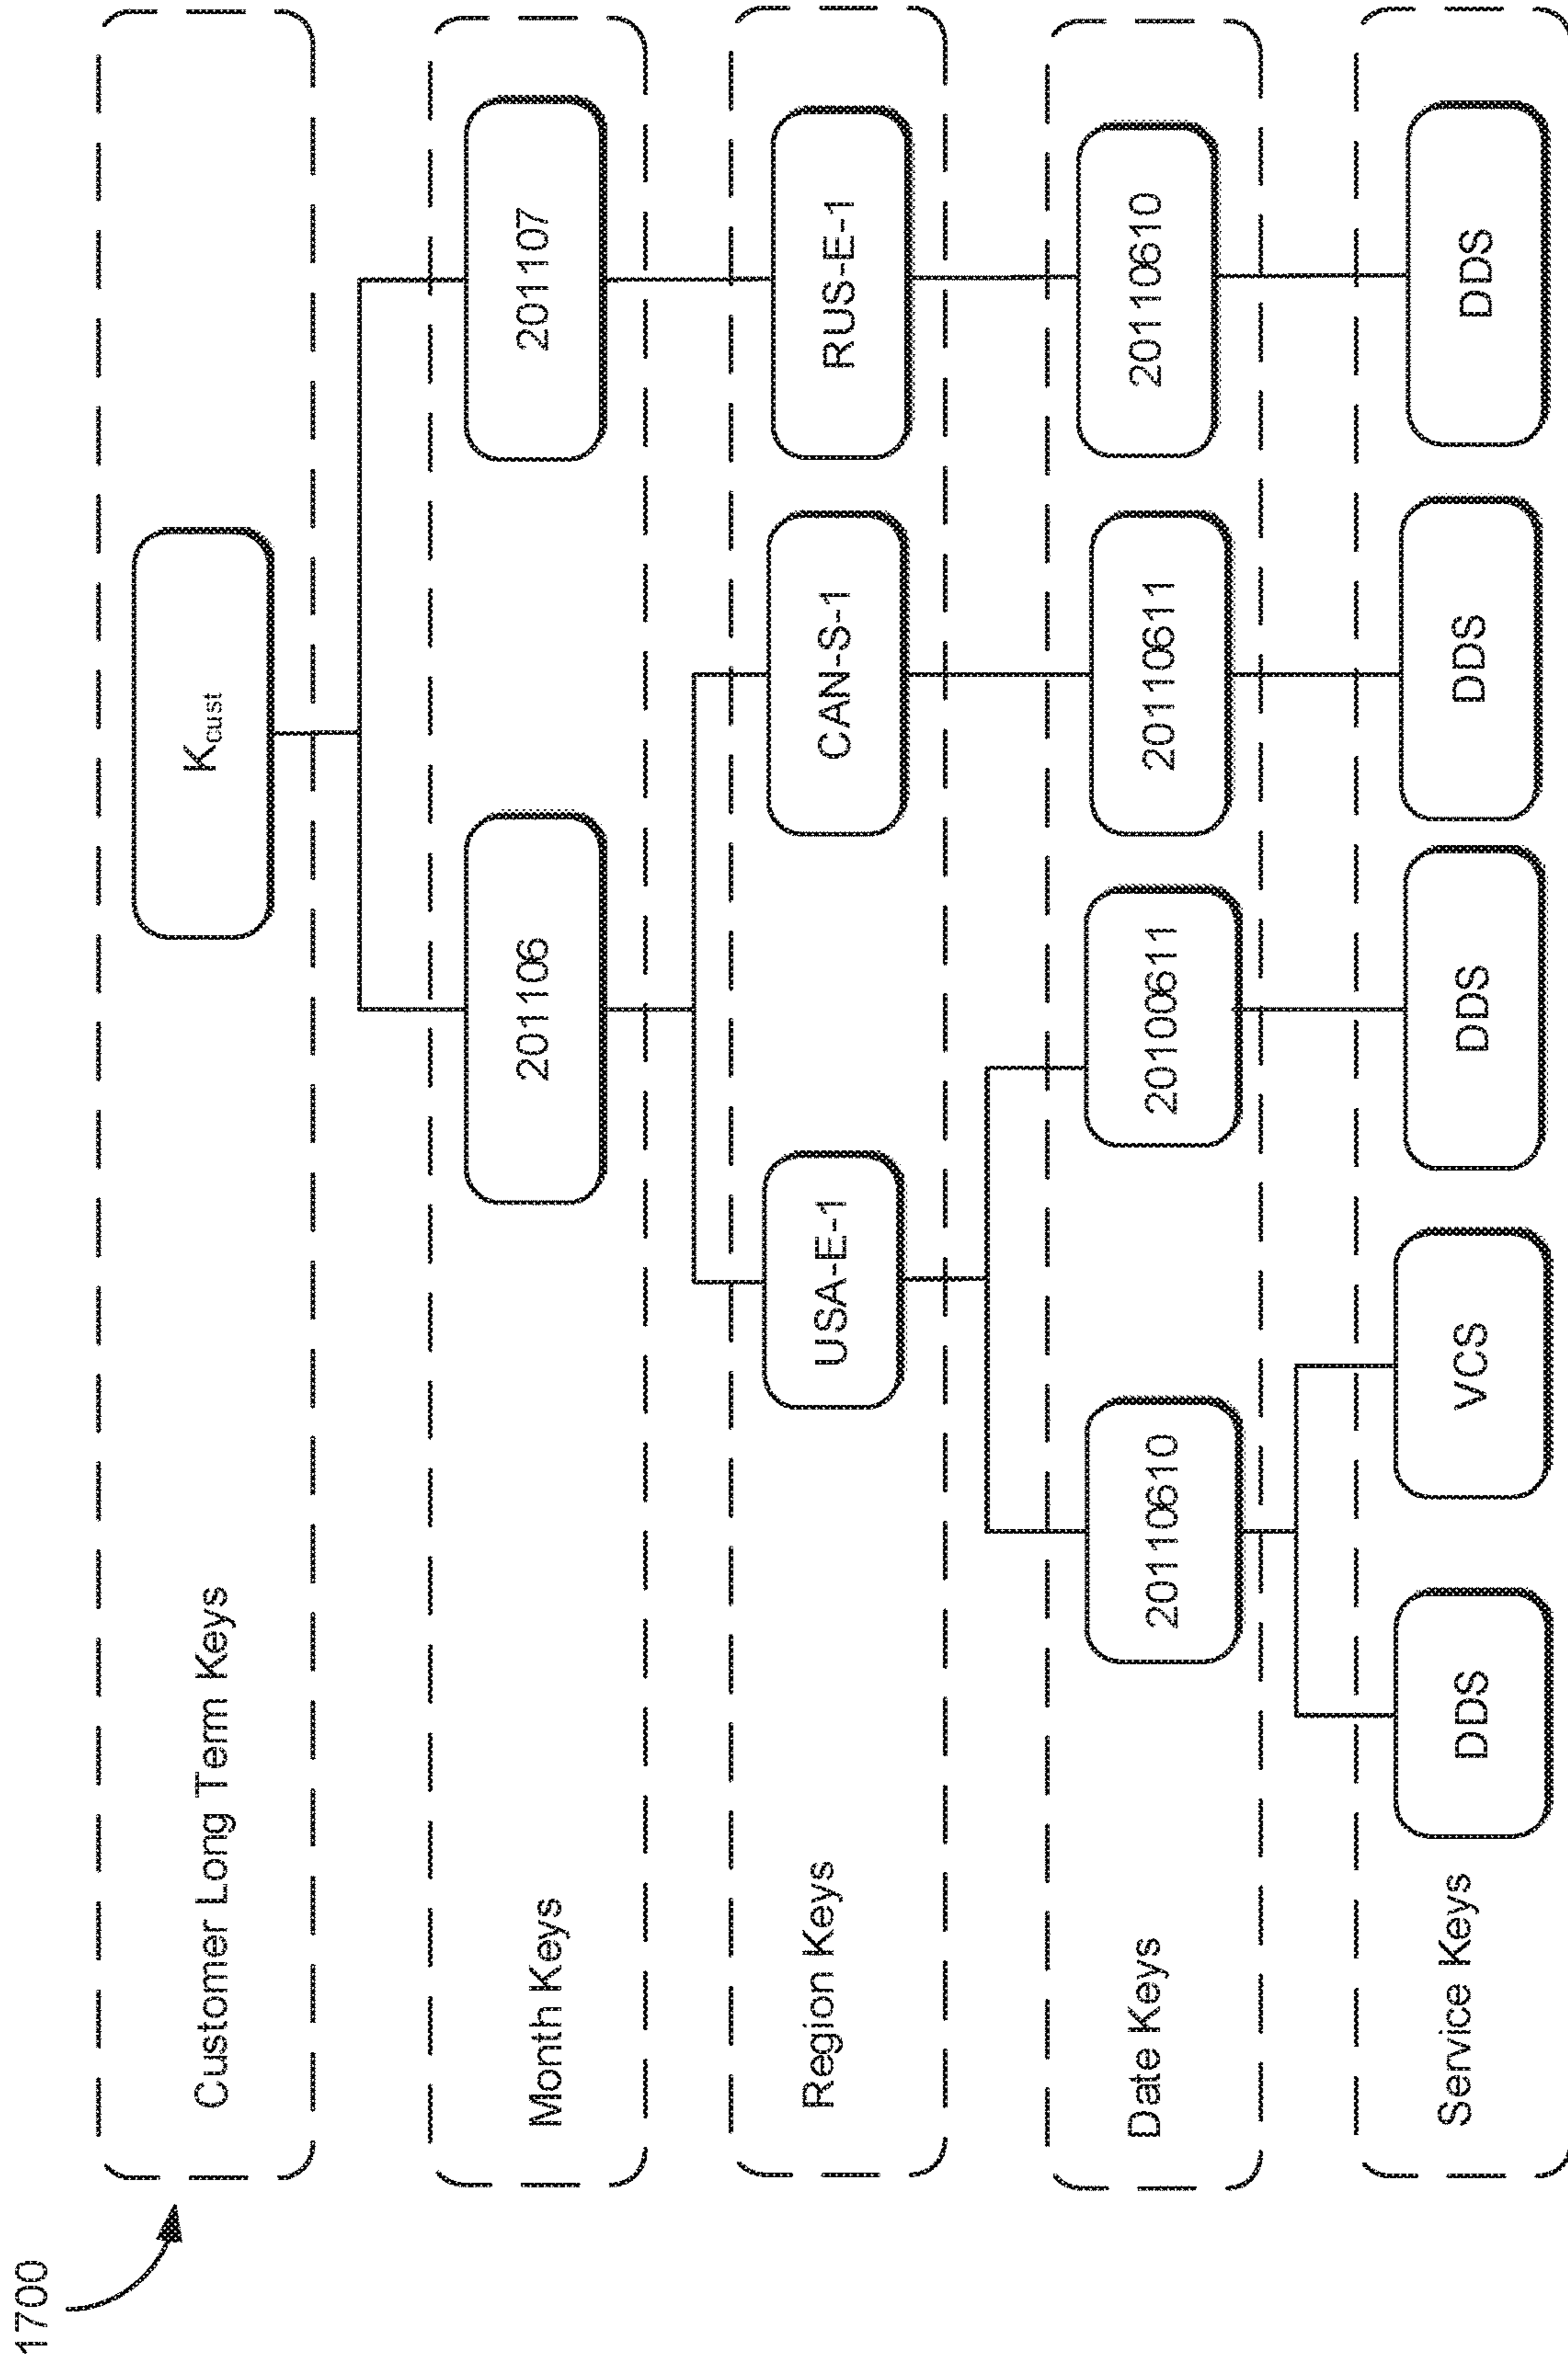 1700
Customer Long Term Keys
K_cust
Month Keys
201106
201107
Region Keys
USA-E-1
CAN-S-1
RUS-E-1
Date Keys
20110610
20100611
20110611
20110610
Service Keys
DDS
VCS
DDS
DDS
DDS